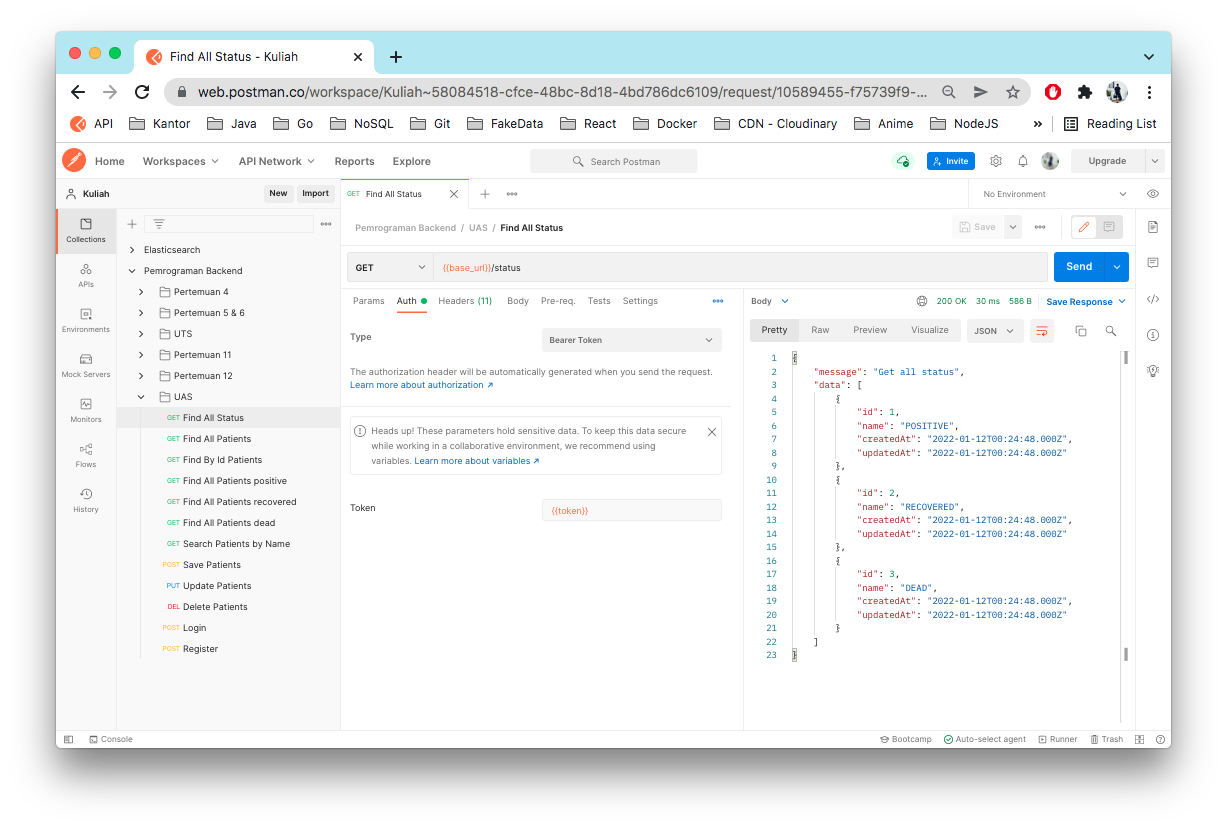 Find All Status - Kuliah
web.postman.co/workspace/Kuliah~58084518-cfce-48bc-8d18-4bd786dc6109/request/10589455-f75739f9-...
API Kantor Java Go NoSQL Git FakeData React Docker CDN - Cloudinary Anime NodeJS » Reading List
Home Workspaces API Network Reports Explore Search Postman Invite Upgrade
Kuliah New Import GET Find All Status No Environment
Collections
APIs
Environments
Mock Servers
Monitors
Flows
History
Elasticsearch
Pemrograman Backend
Pertemuan 4
Pertemuan 5 & 6
UTS
Pertemuan 11
Pertemuan 12
UAS
GET Find All Status
GET Find All Patients
GET Find By Id Patients
GET Find All Patients positive
GET Find All Patients recovered
GET Find All Patients dead
GET Search Patients by Name
POST Save Patients
PUT Update Patients
DEL Delete Patients
POST Login
POST Register
Pemrograman Backend / UAS / Find All Status Save
GET {{base_url}}/status Send
Params Auth Headers (11) Body Pre-req. Tests Settings
Type Bearer Token
The authorization header will be automatically generated when you send the request.
Learn more about authorization ↗
Heads up! These parameters hold sensitive data. To keep this data secure
while working in a collaborative environment, we recommend using
variables. Learn more about variables ↗
Token {{token}}
Body 200 OK 30 ms 586 B Save Response
Pretty Raw Preview Visualize JSON
1 {
2 "message": "Get all status",
3 "data": [
4 {
5 "id": 1,
6 "name": "POSITIVE",
7 "createdAt": "2022-01-12T00:24:48.000Z",
8 "updatedAt": "2022-01-12T00:24:48.000Z"
9 },
10 {
11 "id": 2,
12 "name": "RECOVERED",
13 "createdAt": "2022-01-12T00:24:48.000Z",
14 "updatedAt": "2022-01-12T00:24:48.000Z"
15 },
16 {
17 "id": 3,
18 "name": "DEAD",
19 "createdAt": "2022-01-12T00:24:48.000Z",
20 "updatedAt": "2022-01-12T00:24:48.000Z"
21 }
22 ]
23 }
Console Bootcamp Auto-select agent Runner Trash